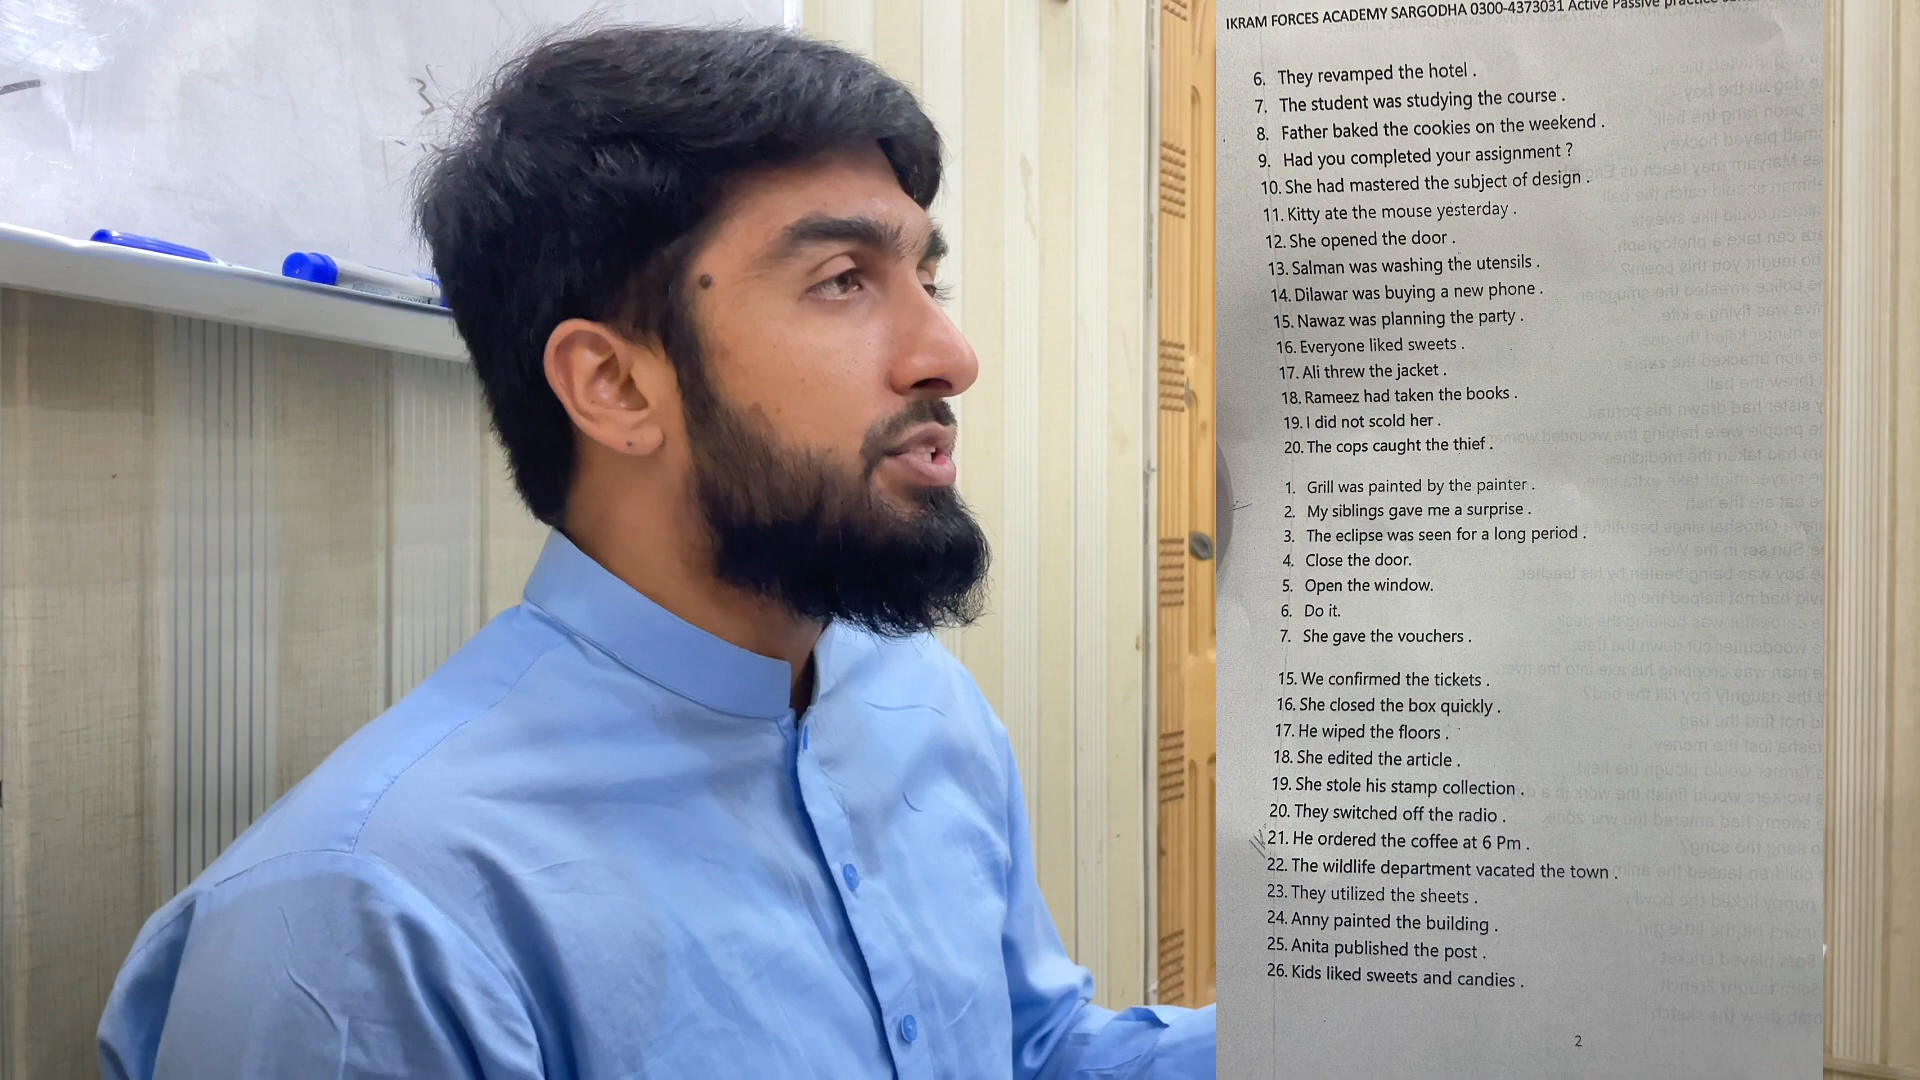 IKRAM FORCES ACADEMY SARGODHA 0300-4373031 Active Passive
6. They revamped the hotel .
7. The student was studying the course .
8. Father baked the cookies on the weekend .
9. Had you completed your assignment ?
10. She had mastered the subject of design .
11. Kitty ate the mouse yesterday .
12. She opened the door .
13. Salman was washing the utensils .
14. Dilawar was buying a new phone .
15. Nawaz was planning the party .
16. Everyone liked sweets .
17. Ali threw the jacket .
18. Rameez had taken the books .
19. I did not scold her .
20. The cops caught the thief .
1. Grill was painted by the painter .
2. My siblings gave me a surprise .
3. The eclipse was seen for a long period .
4. Close the door.
5. Open the window.
6. Do it.
7. She gave the vouchers .
15. We confirmed the tickets .
16. She closed the box quickly .
17. He wiped the floors .
18. She edited the article .
19. She stole his stamp collection .
20. They switched off the radio .
21. He ordered the coffee at 6 Pm .
22. The wildlife department vacated the town .
23. They utilized the sheets .
24. Anny painted the building .
25. Anita published the post .
26. Kids liked sweets and candies .
2